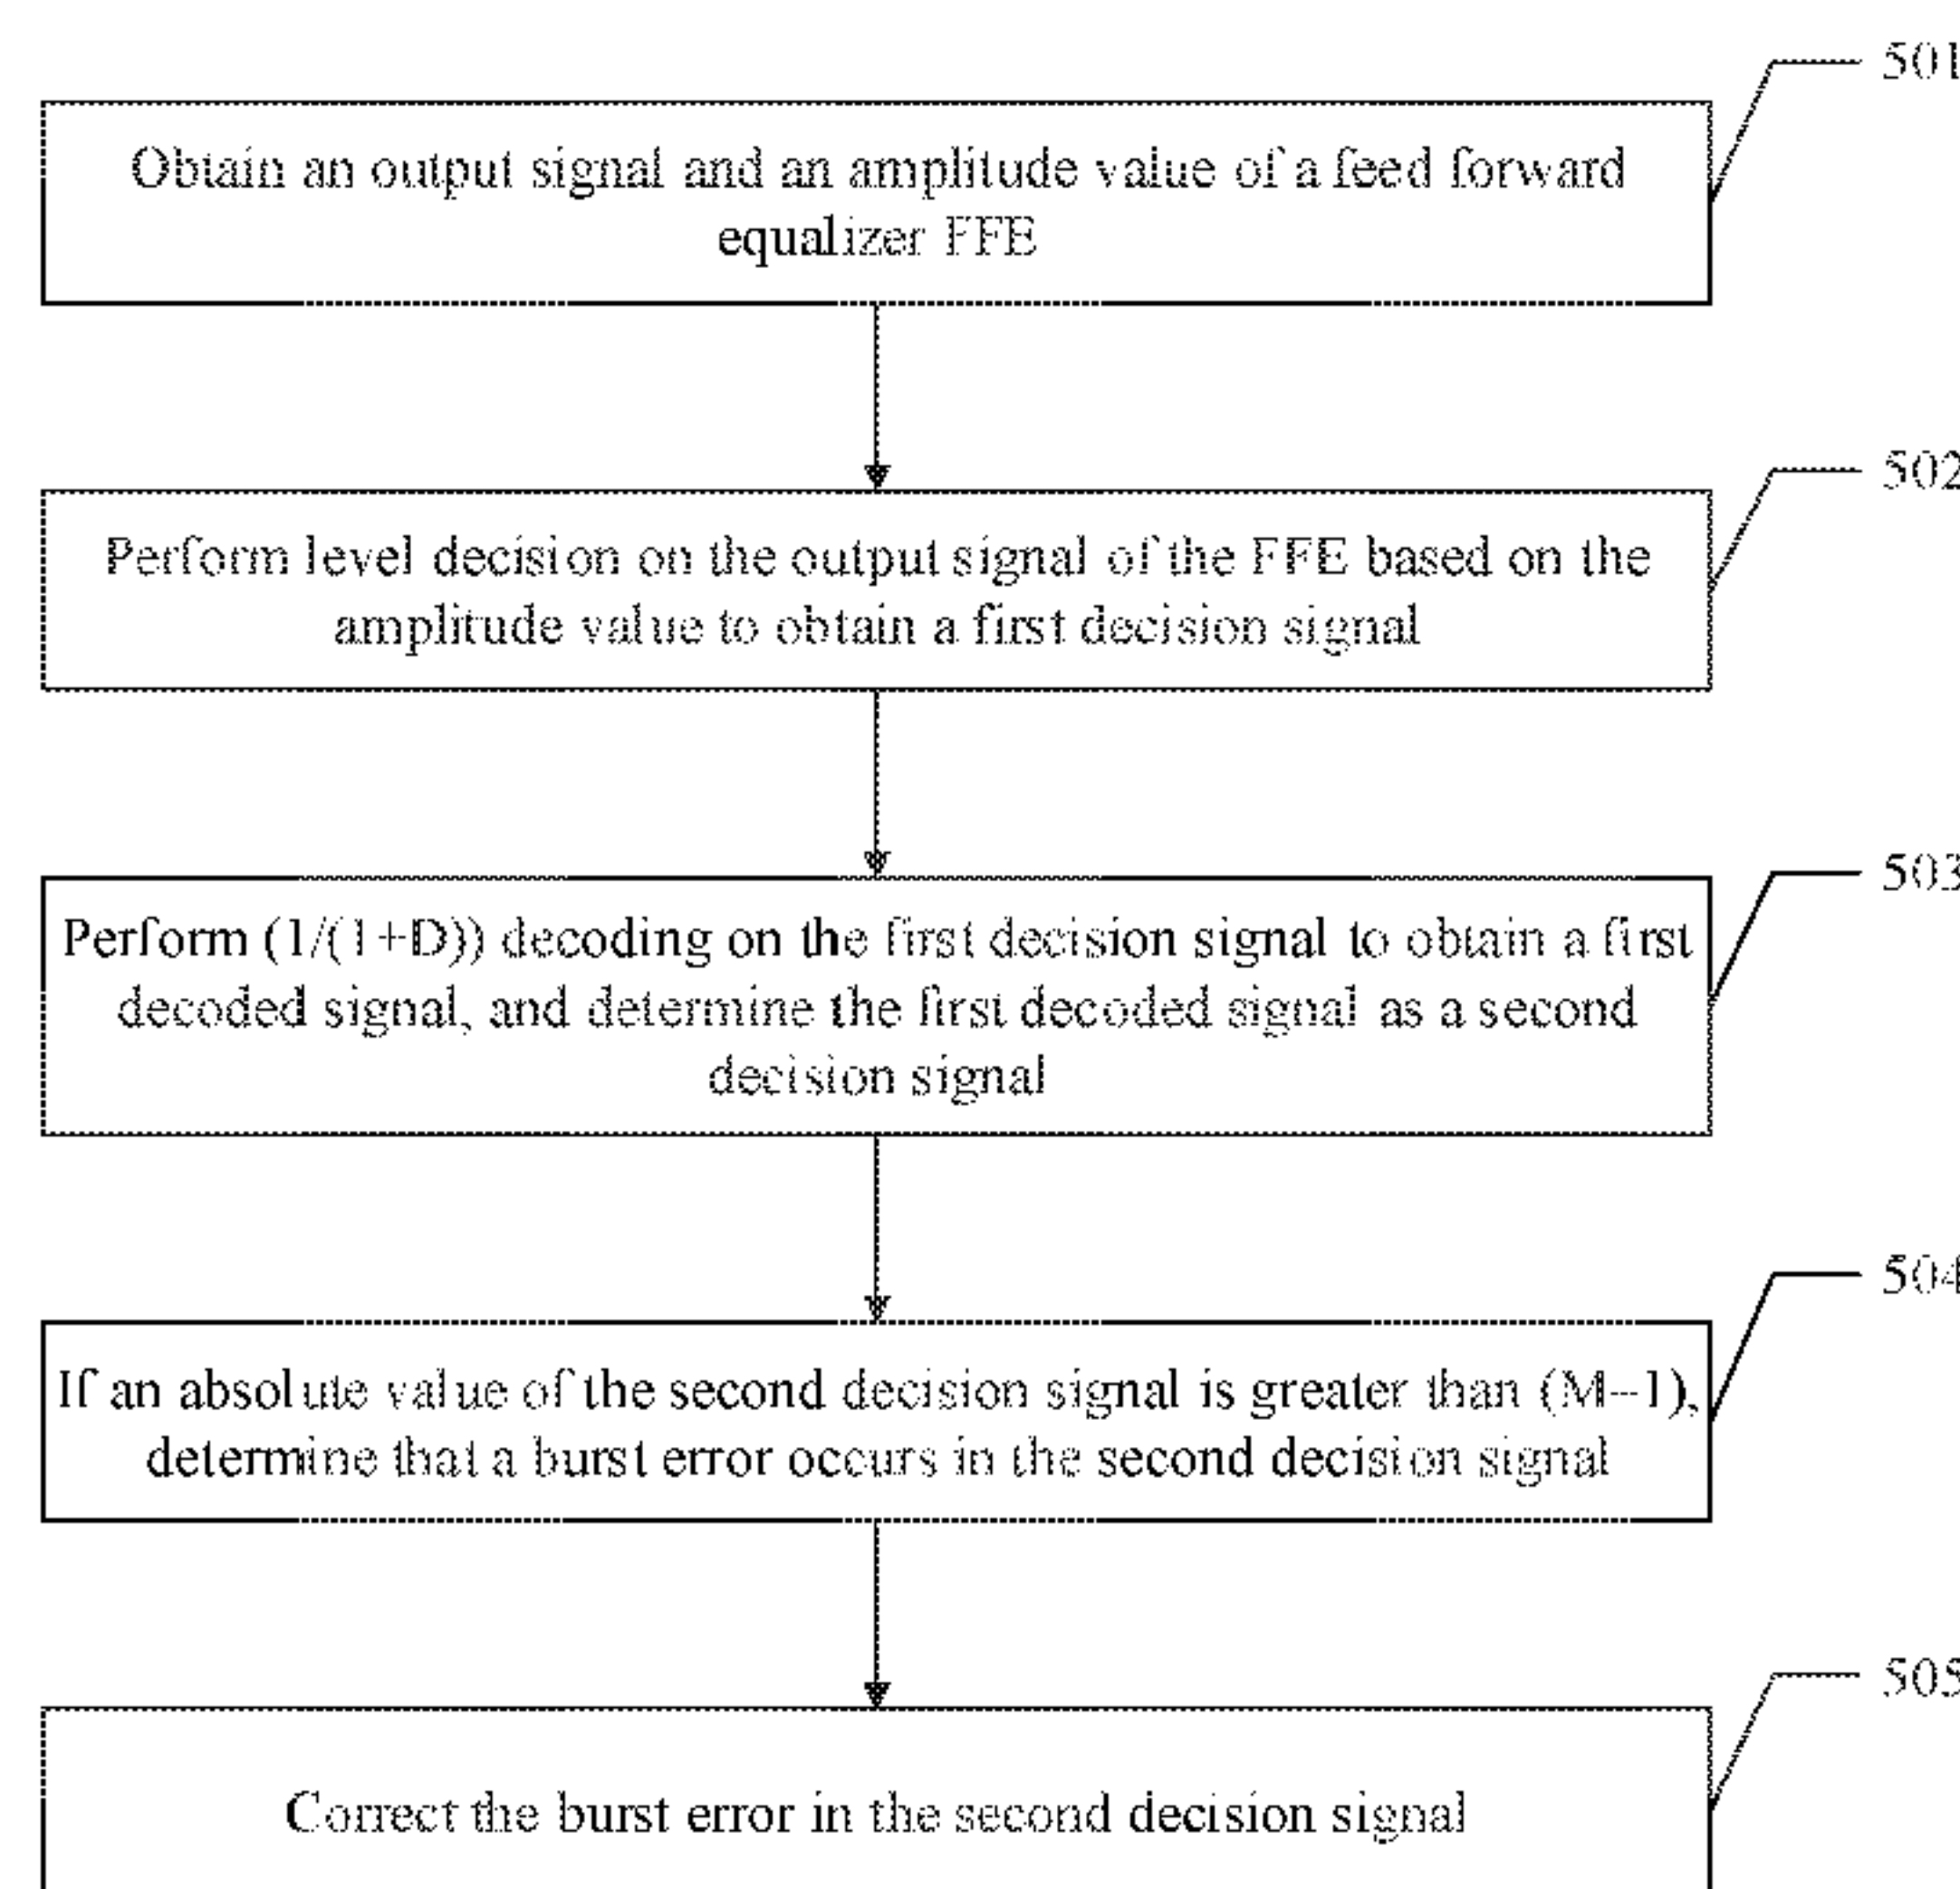 501
Obtain an output signal and an amplitude value of a feed forward
equalizer FFE
502
Perform level decision on the output signal of the FFE based on the
amplitude value to obtain a first decision signal
503
Perform (1/(1+D)) decoding on the first decision signal to obtain a first
decoded signal, and determine the first decoded signal as a second
decision signal
504
If an absolute value of the second decision signal is greater than (M-1),
determine that a burst error occurs in the second decision signal
505
Correct the burst error in the second decision signal